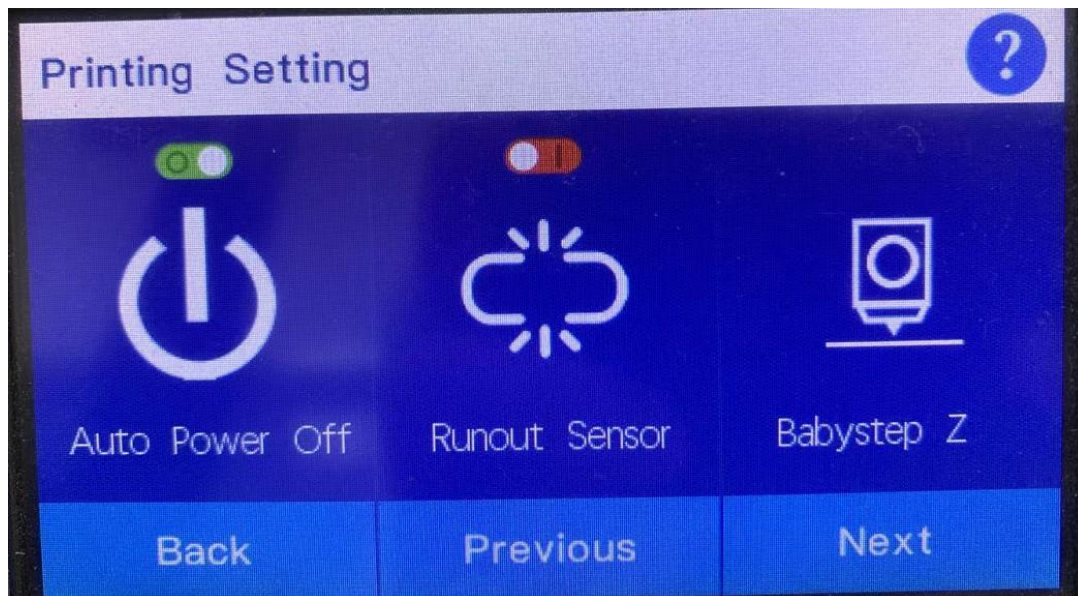 Printing Setting ?
Auto Power Off
Runout Sensor
Babystep Z
Back
Previous
Next